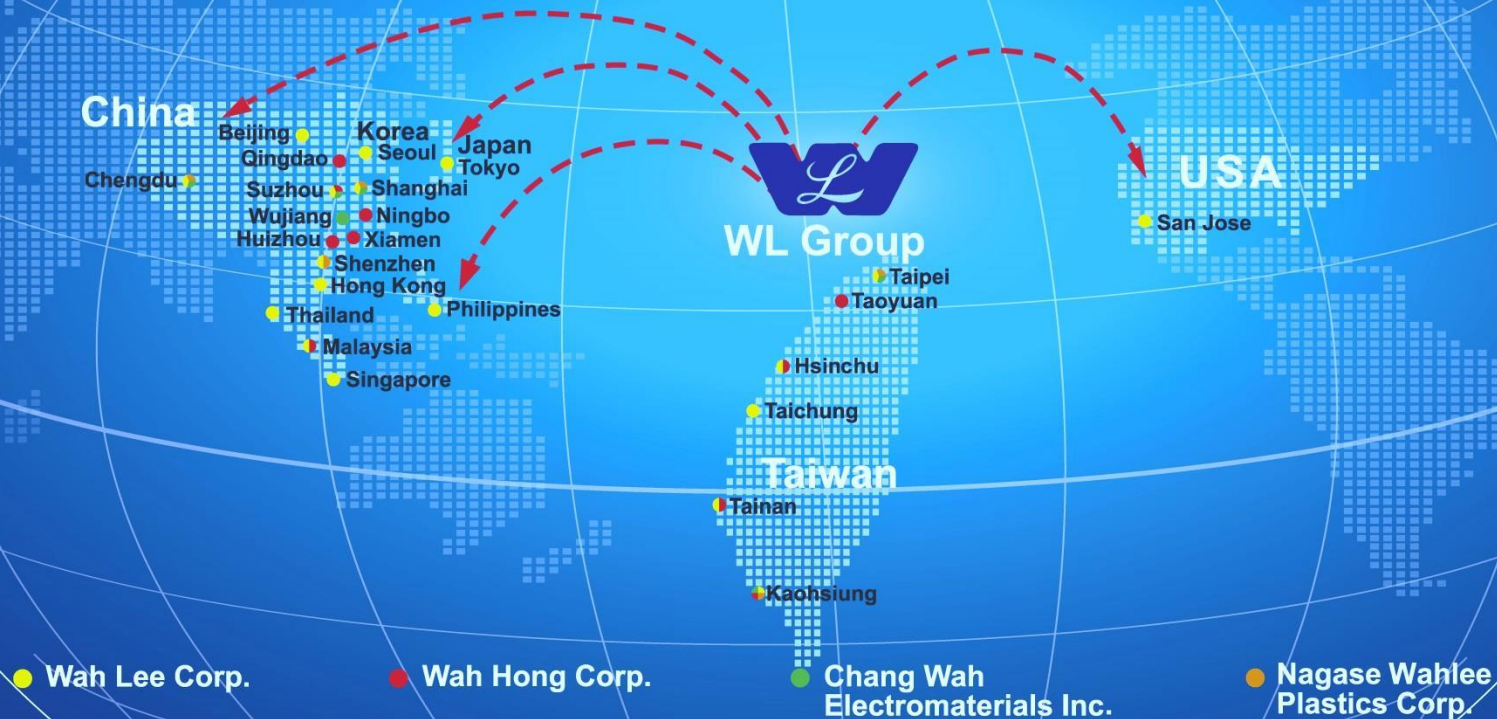 China
Beijing
Korea
Seoul
Japan
Tokyo
Qingdao
Chengdu
Suzhou
Shanghai
Wujiang
Ningbo
Huizhou
Xiamen
Shenzhen
Hong Kong
Thailand
Philippines
Malaysia
Singapore
WL
WL Group
USA
San Jose
Taipei
Taoyuan
Hsinchu
Taichung
Taiwan
Tainan
Kaohsiung
Wah Lee Corp.
Wah Hong Corp.
Chang Wah
Electromaterials Inc.
Nagase Wahlee
Plastics Corp.